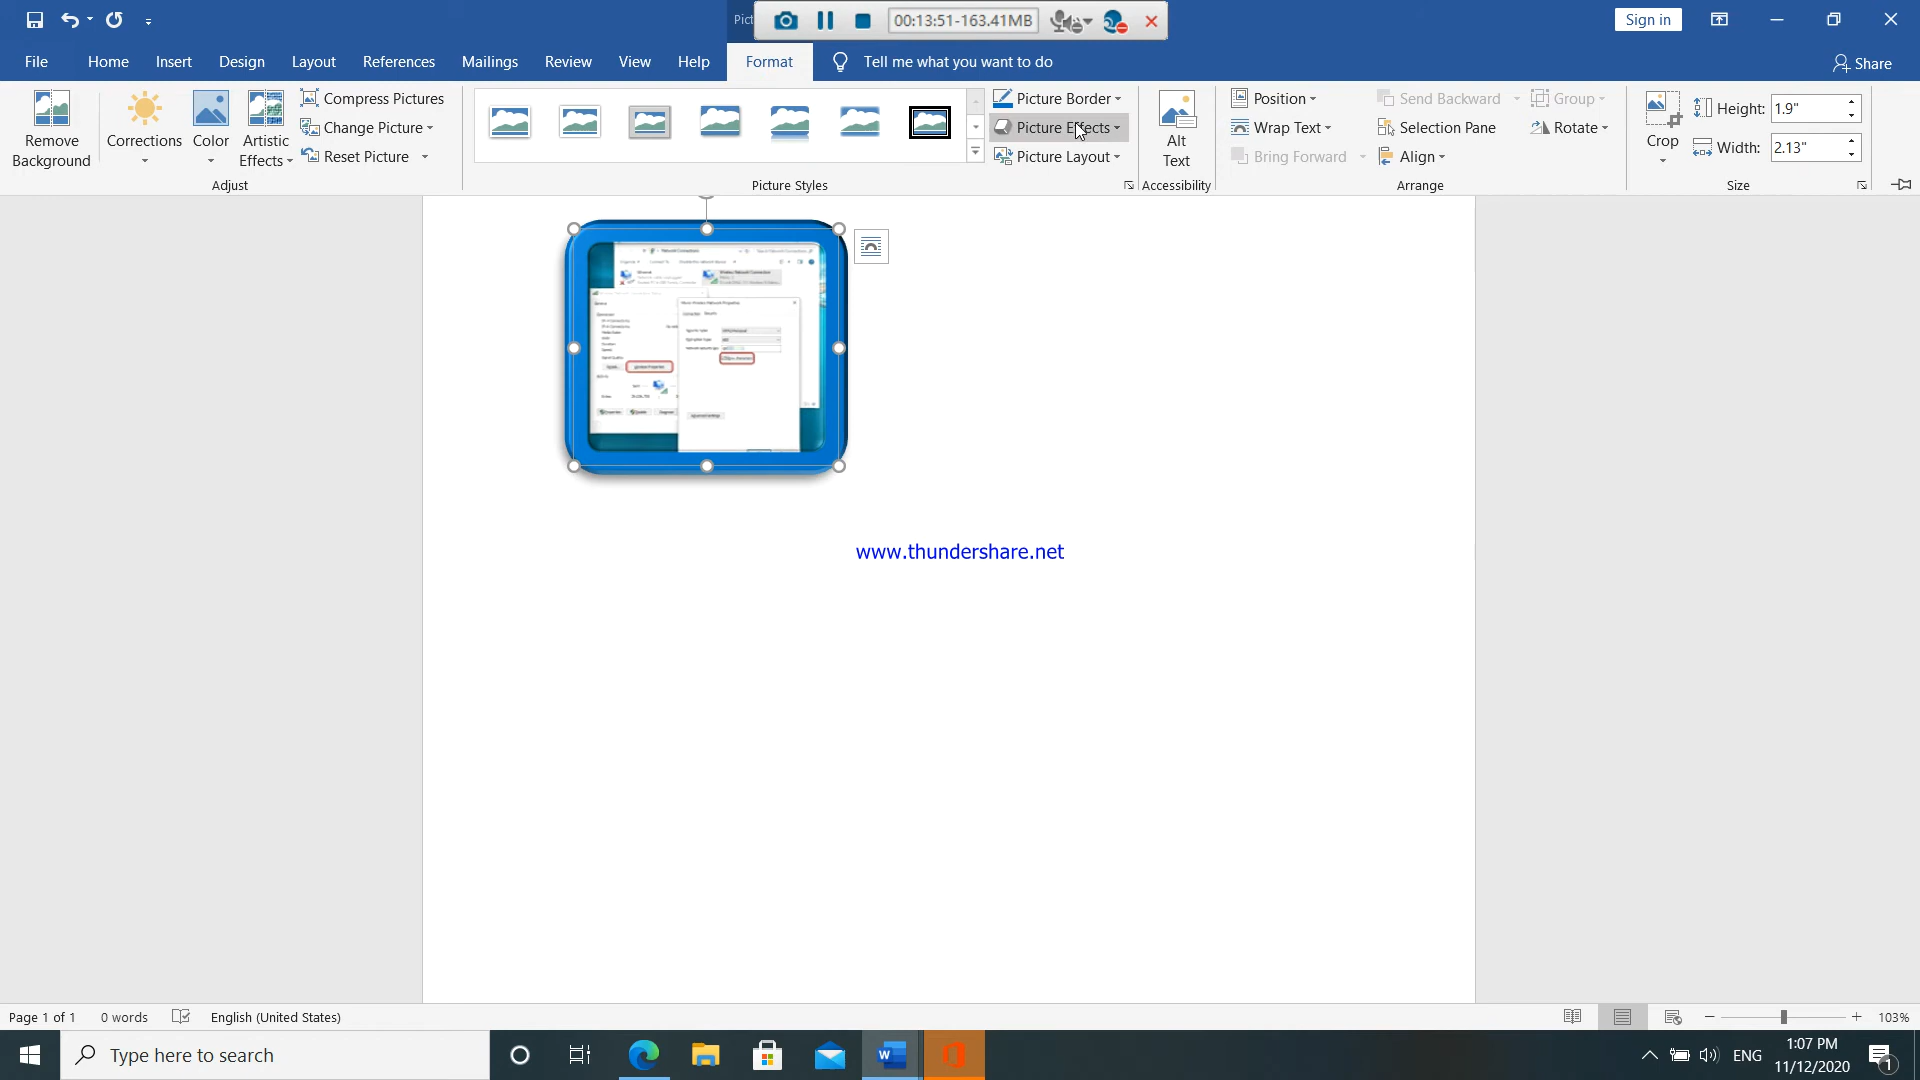 Pict
00:13:51-163.41MB
Sign in
File Home Insert Design Layout References Mailings Review View Help Format Tell me what you want to do
Share
Remove Background
Corrections
Color
Artistic Effects
Compress Pictures
Change Picture
Reset Picture
Adjust
Picture Styles
Picture Border
Picture Effects
Picture Layout
Alt Text
Accessibility
Position
Wrap Text
Bring Forward
Send Backward
Selection Pane
Align
Group
Rotate
Arrange
Crop
Height: 1.9"
Width: 2.13"
Size
www.thundershare.net
Page 1 of 1 0 words English (United States)
103%
Type here to search
ENG
1:07 PM
11/12/2020
1